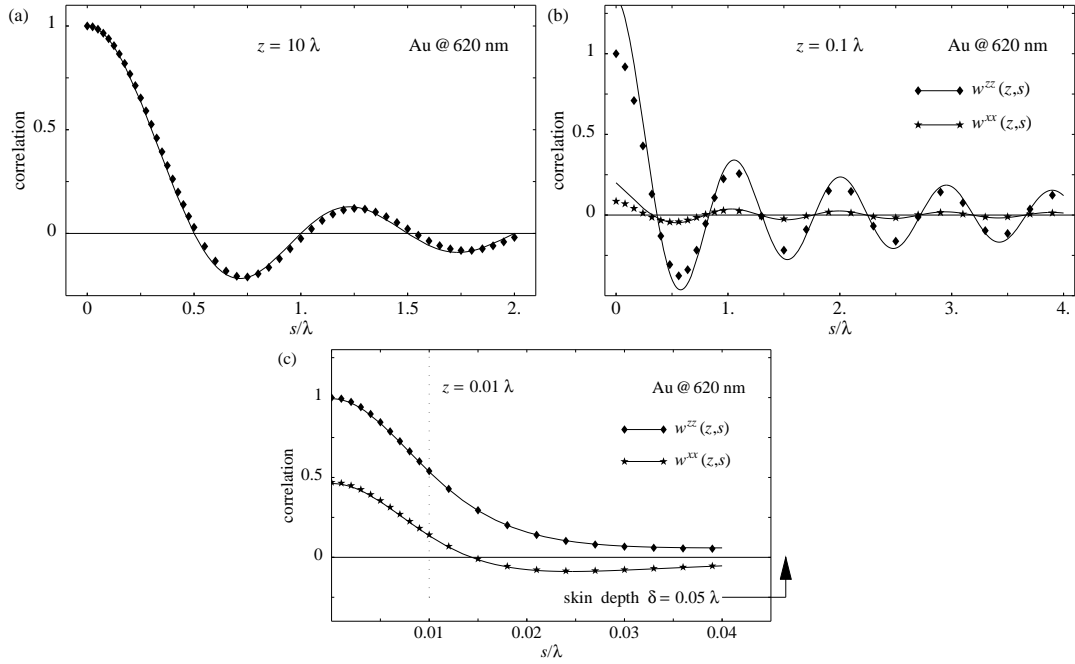 (a)
z = 10 λ
Au @ 620 nm
correlation
1
0.5
0
0
0.5
1.
1.5
2.
s/λ
(b)
z = 0.1 λ
Au @ 620 nm
w^zz (z,s)
w^xx (z,s)
correlation
1
0.5
0
0
1.
2.
3.
4.
s/λ
(c)
z = 0.01 λ
Au @ 620 nm
w^zz (z,s)
w^xx (z,s)
correlation
1
0.5
0
skin depth δ = 0.05 λ
0.01
0.02
0.03
0.04
s/λ